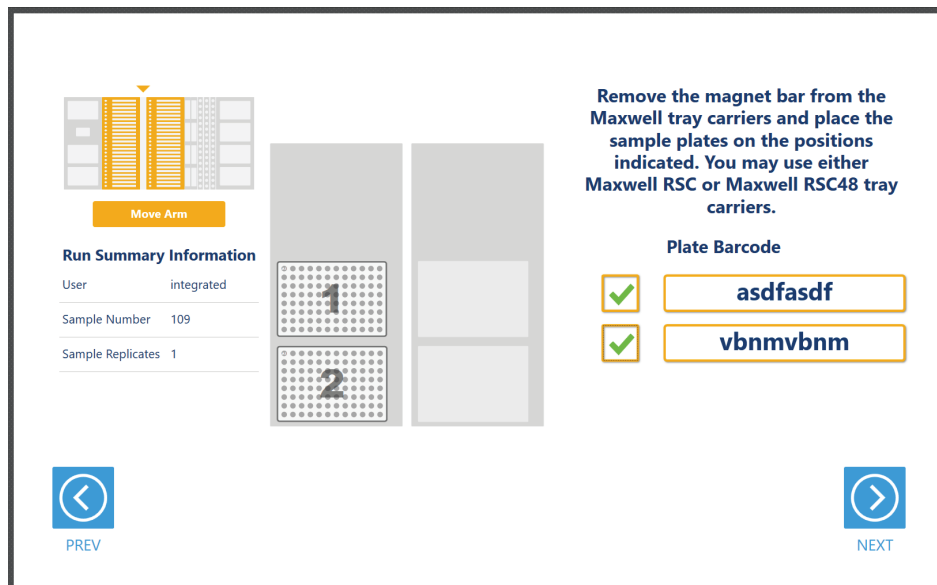 Remove the magnet bar from the
Maxwell tray carriers and place the
sample plates on the positions
indicated. You may use either
Maxwell RSC or Maxwell RSC48 tray
carriers.
Move Arm
Run Summary Information
User integrated
Sample Number 109
Sample Replicates 1
1
2
Plate Barcode
asdfasdf
vbnmvbnm
PREV
NEXT